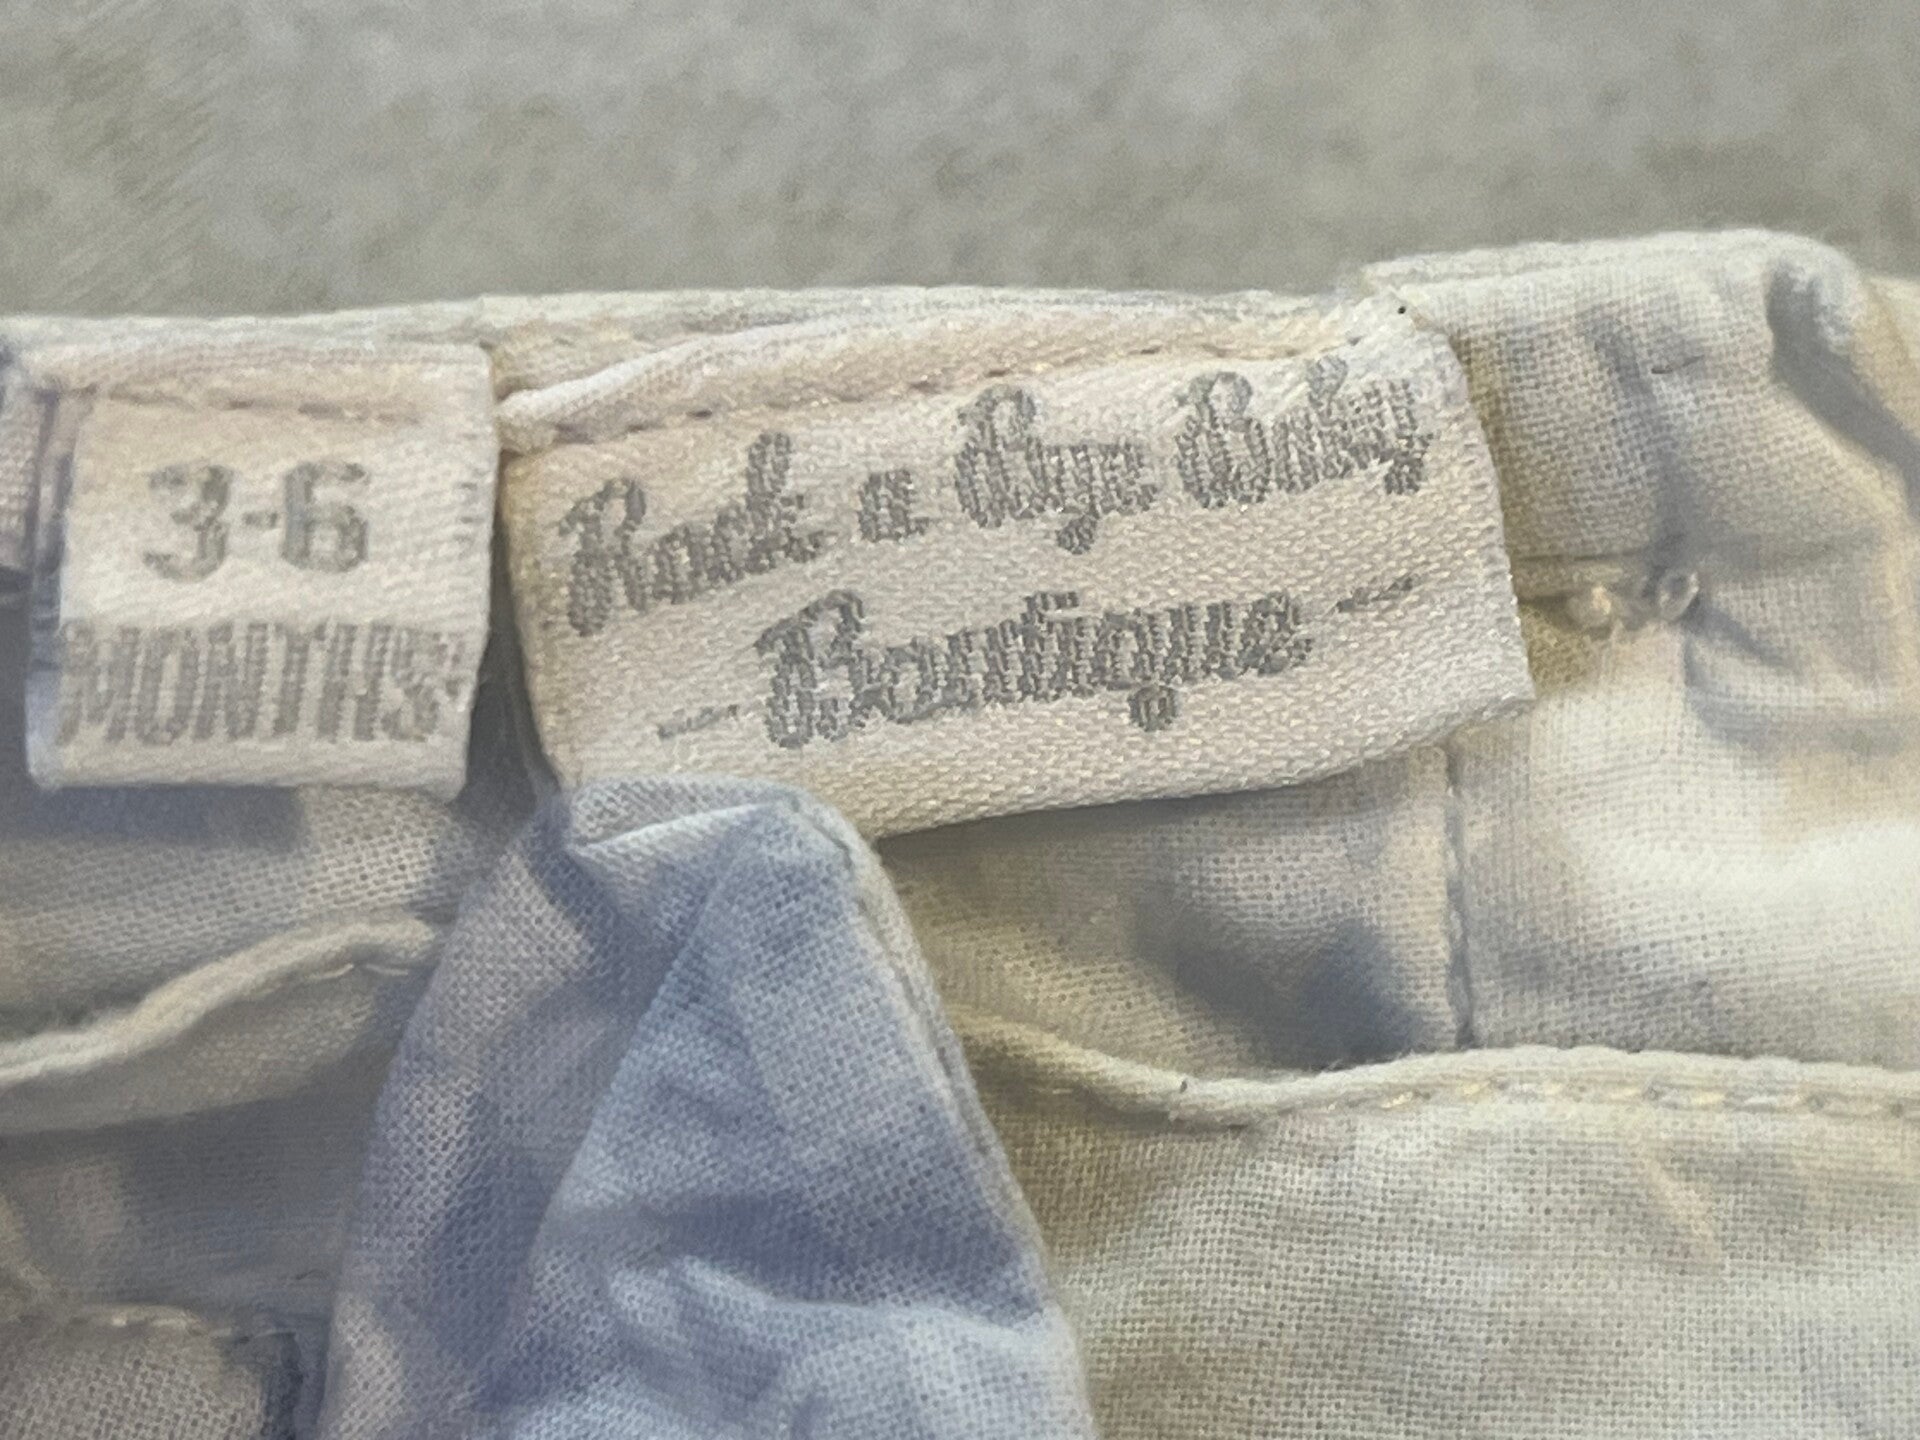 3-6
MONTHS
Rock a Bye Baby
Boutique